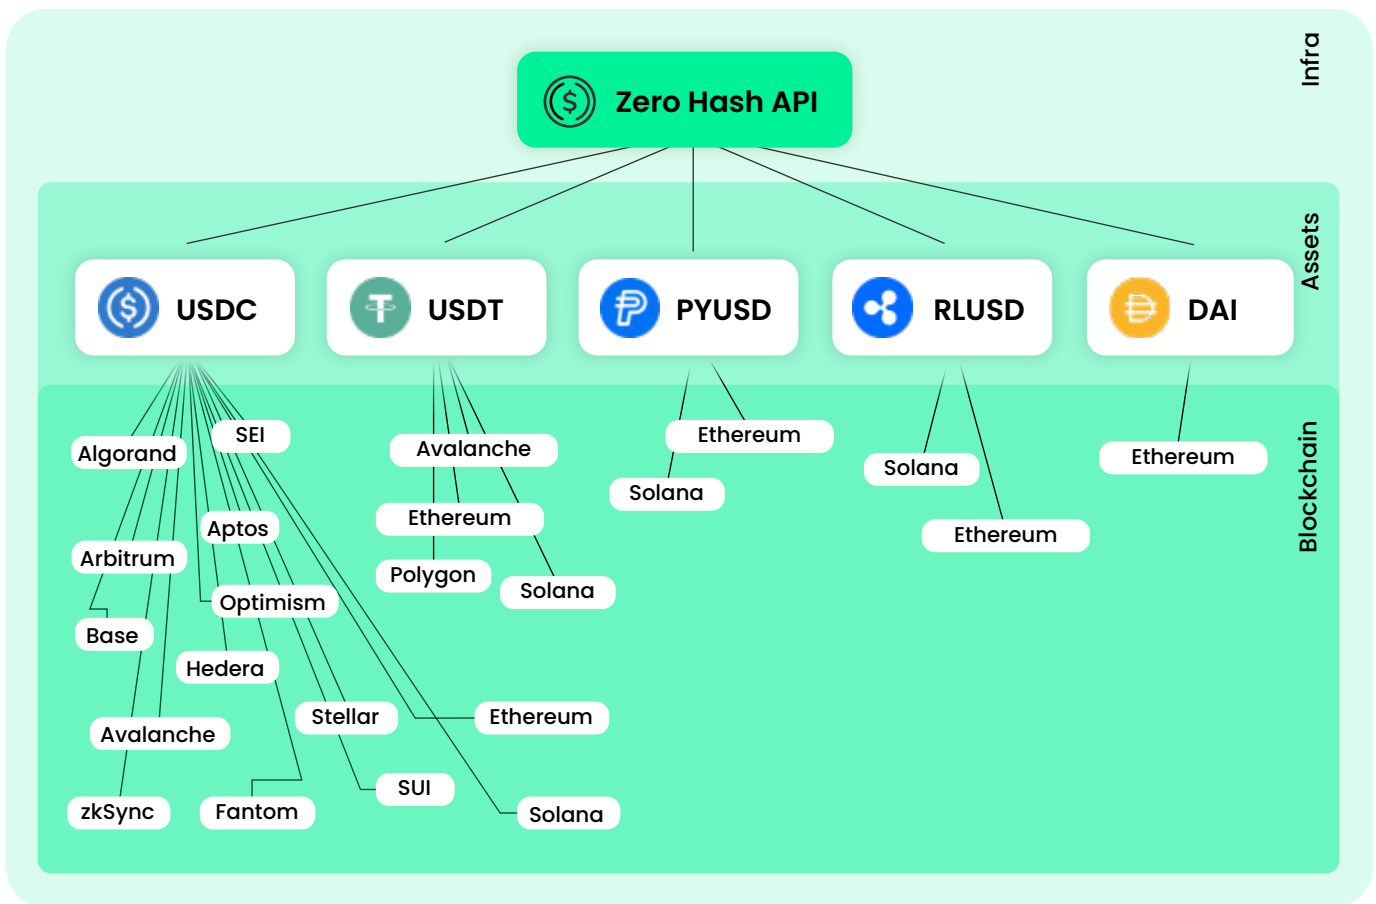 Infra
Zero Hash API
Assets
USDC
USDT
PYUSD
RLUSD
DAI
Blockchain
Algorand
SEI
Arbitrum
Aptos
Base
Optimism
Hedera
Avalanche
Stellar
Ethereum
zkSync
Fantom
SUI
Solana
Avalanche
Ethereum
Polygon
Solana
Ethereum
Solana
Solana
Ethereum
Ethereum